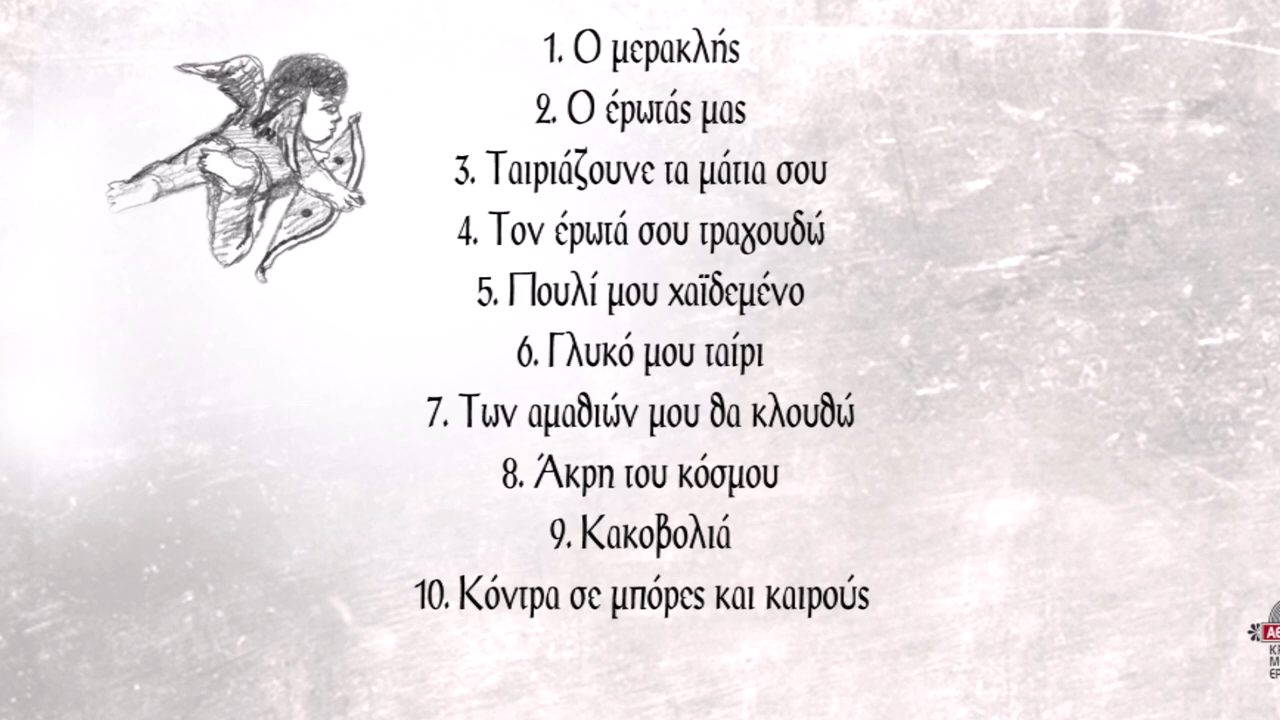 1. Ο μερακλής
2. Ο έρωτάς μας
3. Ταιριάζουνε τα μάτια σου
4. Τον έρωτά σου τραγουδώ
5. Πουλί μου χαϊδεμένο
6. Γλυκό μου ταίρι
7. Των αμαθιών μου θα κλουθώ
8. Άκρη του κόσμου
9. Κακοβολιά
10. Κόντρα σε μπόρες και καιρούς